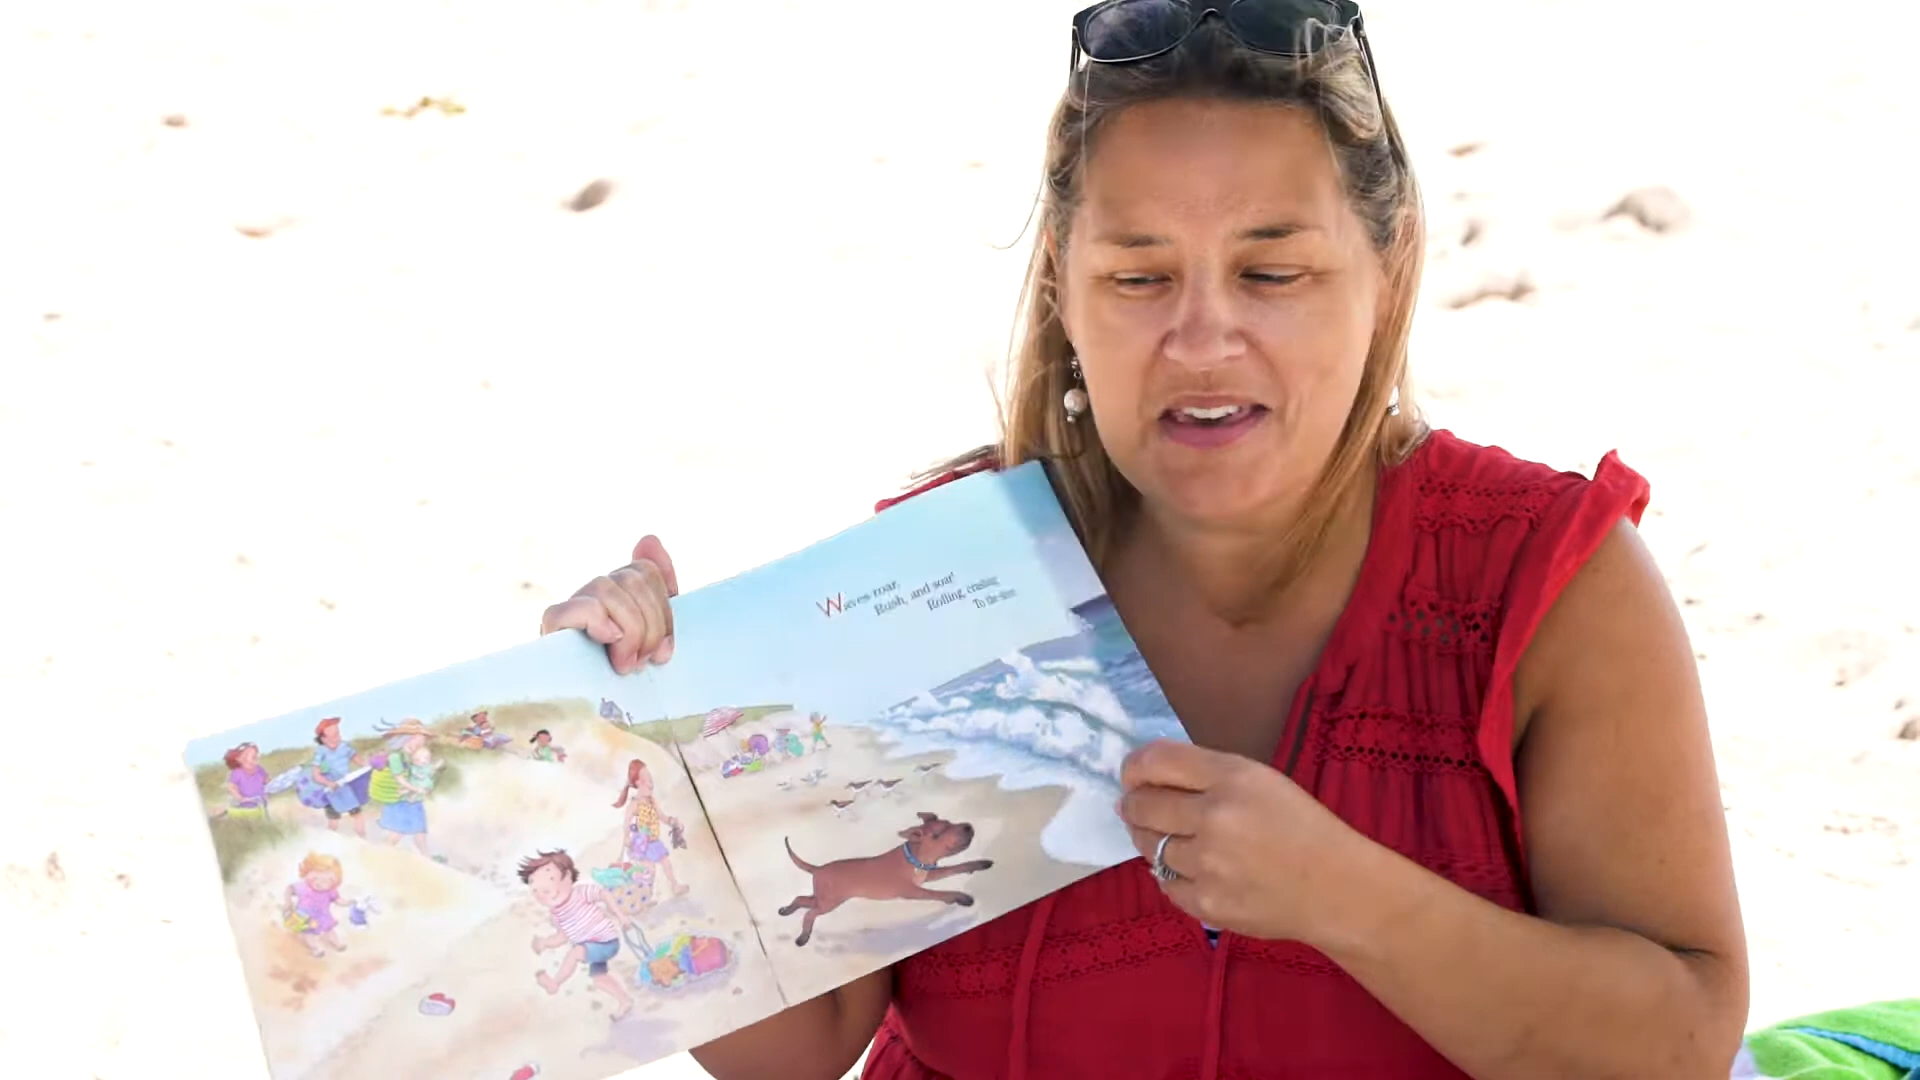 Waves roar,
Rush, and soar
Rolling, crashing
To the shore